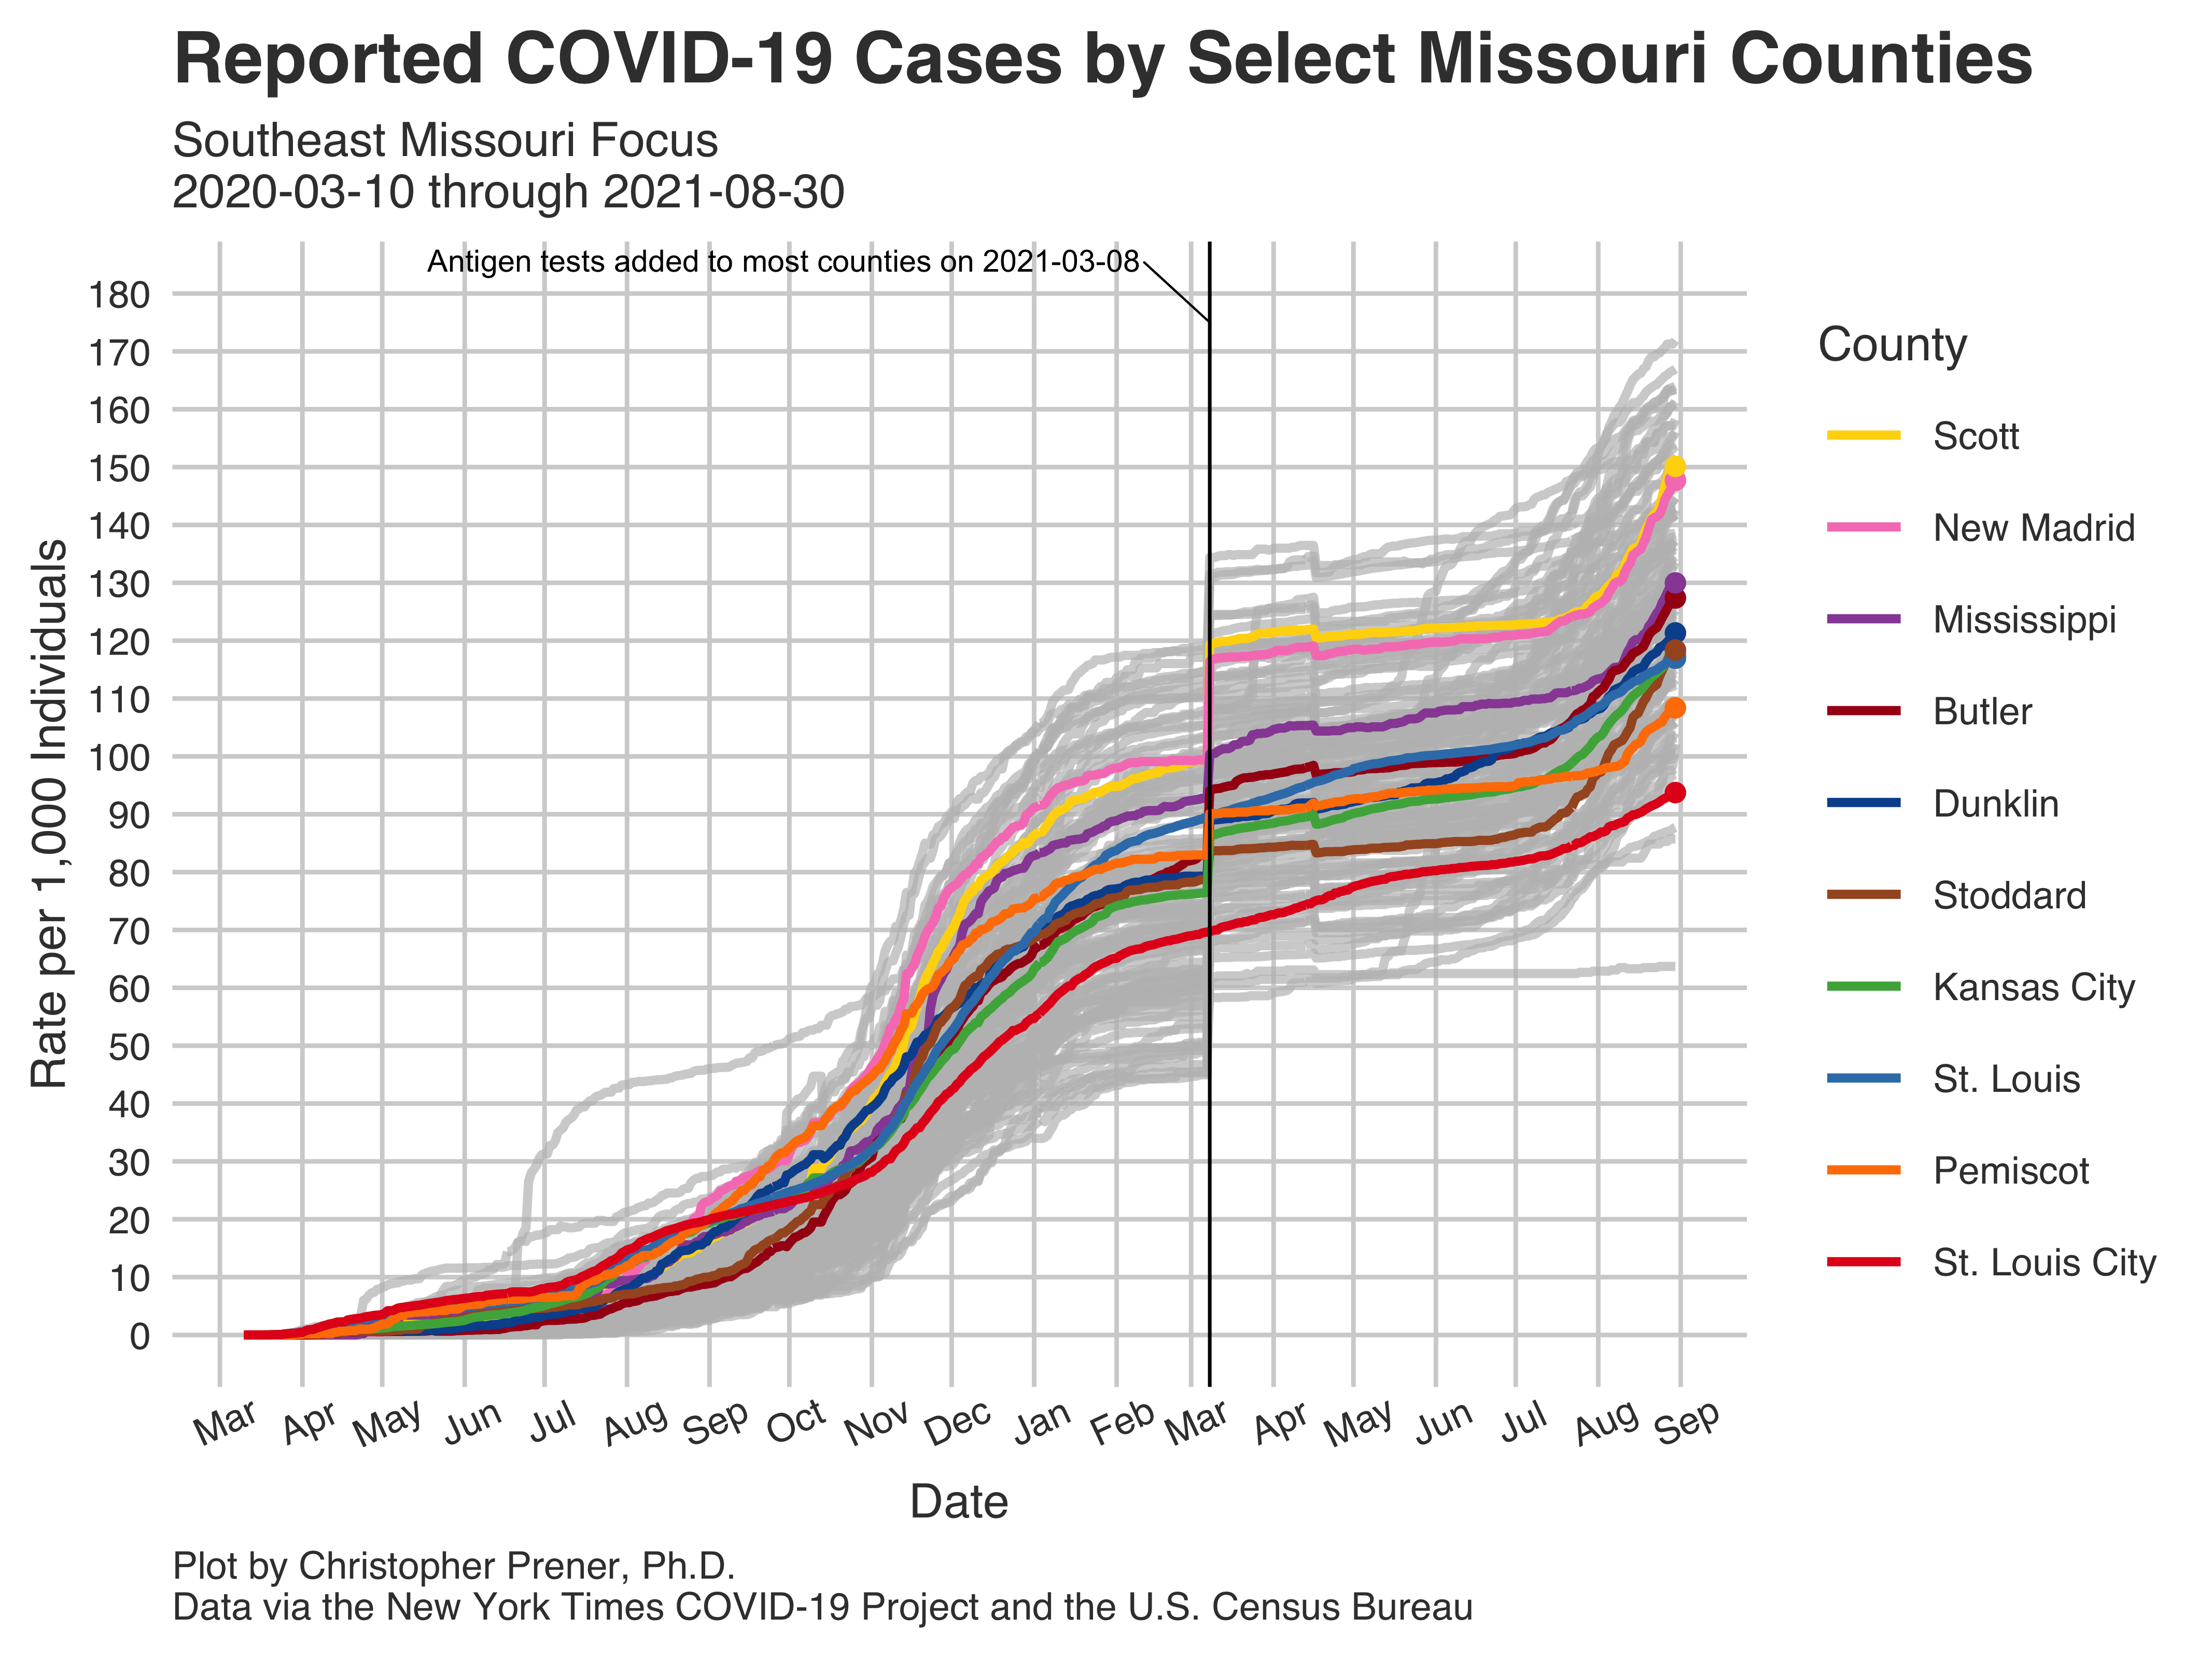 Reported COVID-19 Cases by Select Missouri Counties
Southeast Missouri Focus
2020-03-10 through 2021-08-30
Antigen tests added to most counties on 2021-03-08
Rate per 1,000 Individuals
180
170
160
150
140
130
120
110
100
90
80
70
60
50
40
30
20
10
0
Mar Apr May Jun Jul Aug Sep Oct Nov Dec Jan Feb Mar Apr May Jun Jul Aug Sep
Date
County
Scott
New Madrid
Mississippi
Butler
Dunklin
Stoddard
Kansas City
St. Louis
Pemiscot
St. Louis City
Plot by Christopher Prener, Ph.D.
Data via the New York Times COVID-19 Project and the U.S. Census Bureau